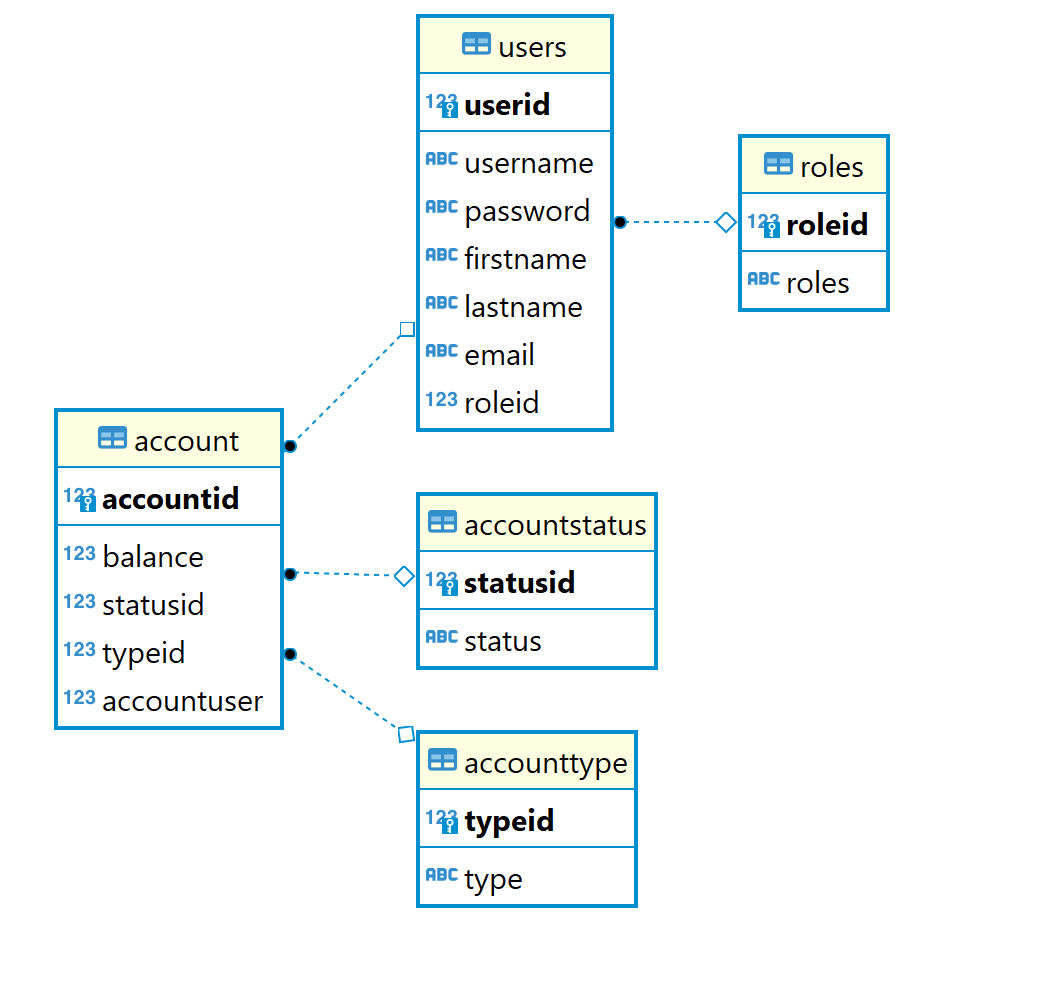 users
123 userid
ABC username
ABC password
ABC firstname
ABC lastname
ABC email
123 roleid
roles
123 roleid
ABC roles
account
123 accountid
123 balance
123 statusid
123 typeid
123 accountuser
accountstatus
123 statusid
ABC status
accounttype
123 typeid
ABC type